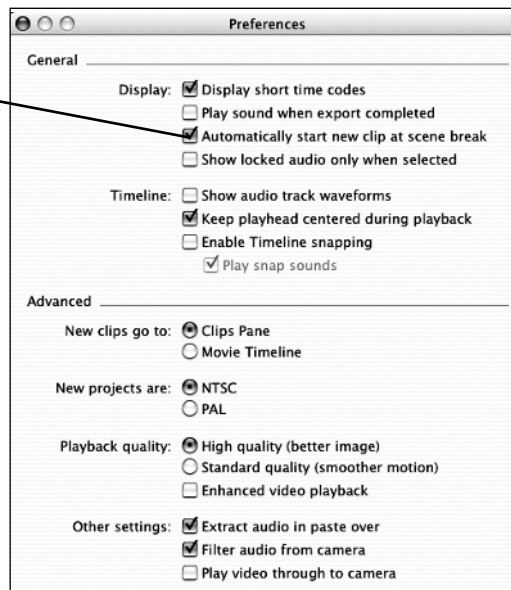 Preferences
General
Display: Display short time codes
Play sound when export completed
Automatically start new clip at scene break
Show locked audio only when selected
Timeline: Show audio track waveforms
Keep playhead centered during playback
Enable Timeline snapping
Play snap sounds
Advanced
New clips go to: Clips Pane
Movie Timeline
New projects are: NTSC
PAL
Playback quality: High quality (better image)
Standard quality (smoother motion)
Enhanced video playback
Other settings: Extract audio in paste over
Filter audio from camera
Play video through to camera